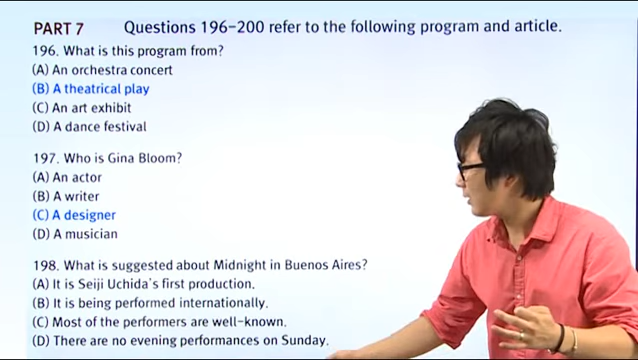 PART 7 Questions 196-200 refer to the following program and article.
196. What is this program from?
(A) An orchestra concert
(B) A theatrical play
(C) An art exhibit
(D) A dance festival
197. Who is Gina Bloom?
(A) An actor
(B) A writer
(C) A designer
(D) A musician
198. What is suggested about Midnight in Buenos Aires?
(A) It is Seiji Uchida's first production.
(B) It is being performed internationally.
(C) Most of the performers are well-known.
(D) There are no evening performances on Sunday.